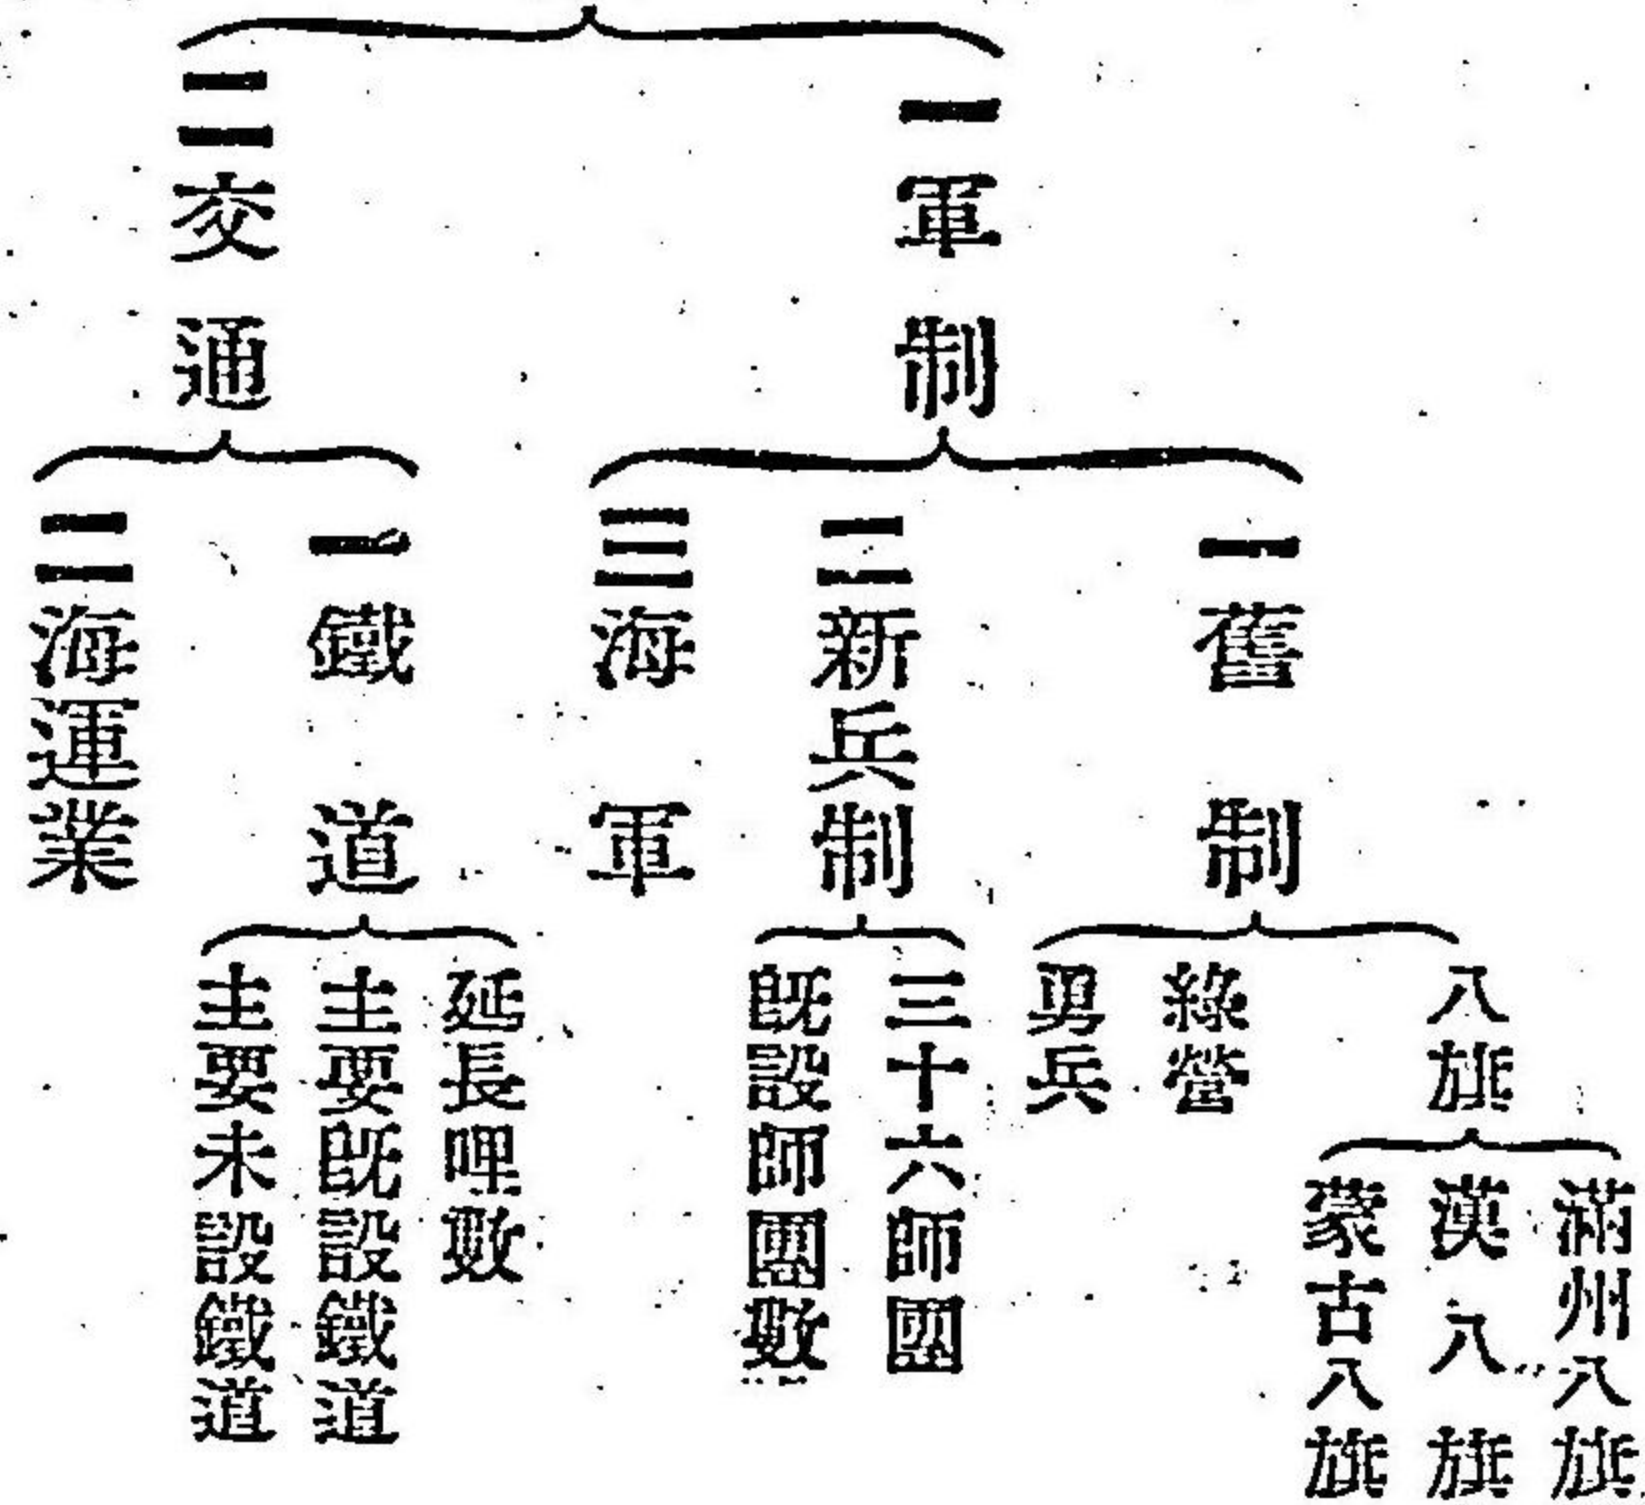 一軍制
一舊制
八旗
滿州八旗
漢八旗
蒙古八旗
綠營
勇兵
二新兵制
三十六師團
既設師團數
三海軍
二交通
一鐵道
延長哩數
主要既設鐵道
主要未設鐵道
二海運業